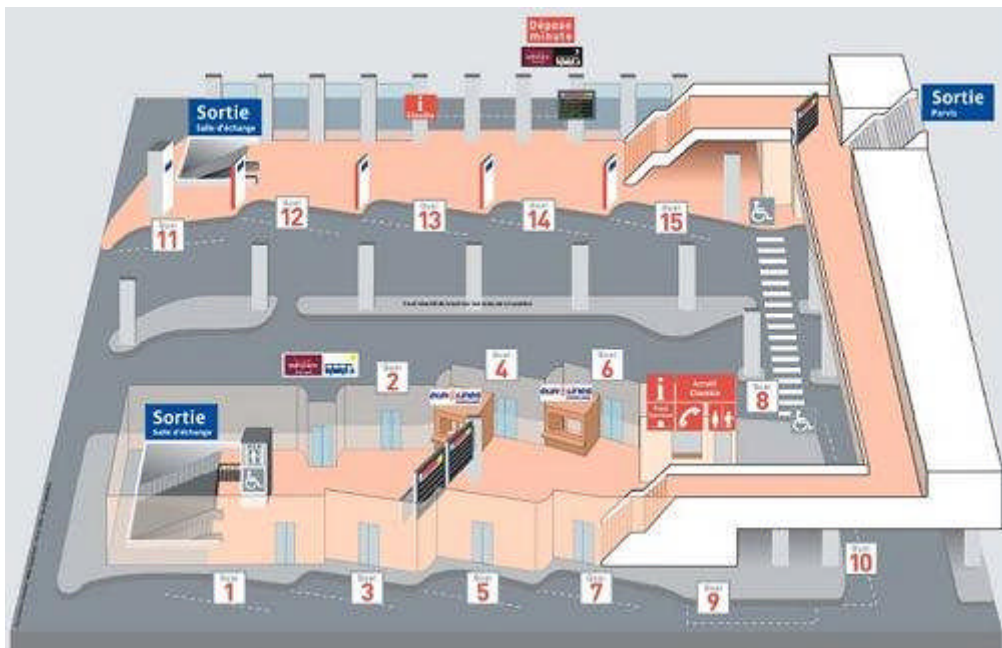 Dépose
minute
i
Sortie
Salle d'échange
Sortie
Parvis
Quai
11
Quai
12
Quai
13
Quai
14
Quai
15
Quai
2
Quai
4
Quai
6
Quai
8
eurolines
eurolines
i
Accueil
Sortie
Salle d'échange
Quai
1
Quai
3
Quai
5
Quai
7
Quai
9
Quai
10